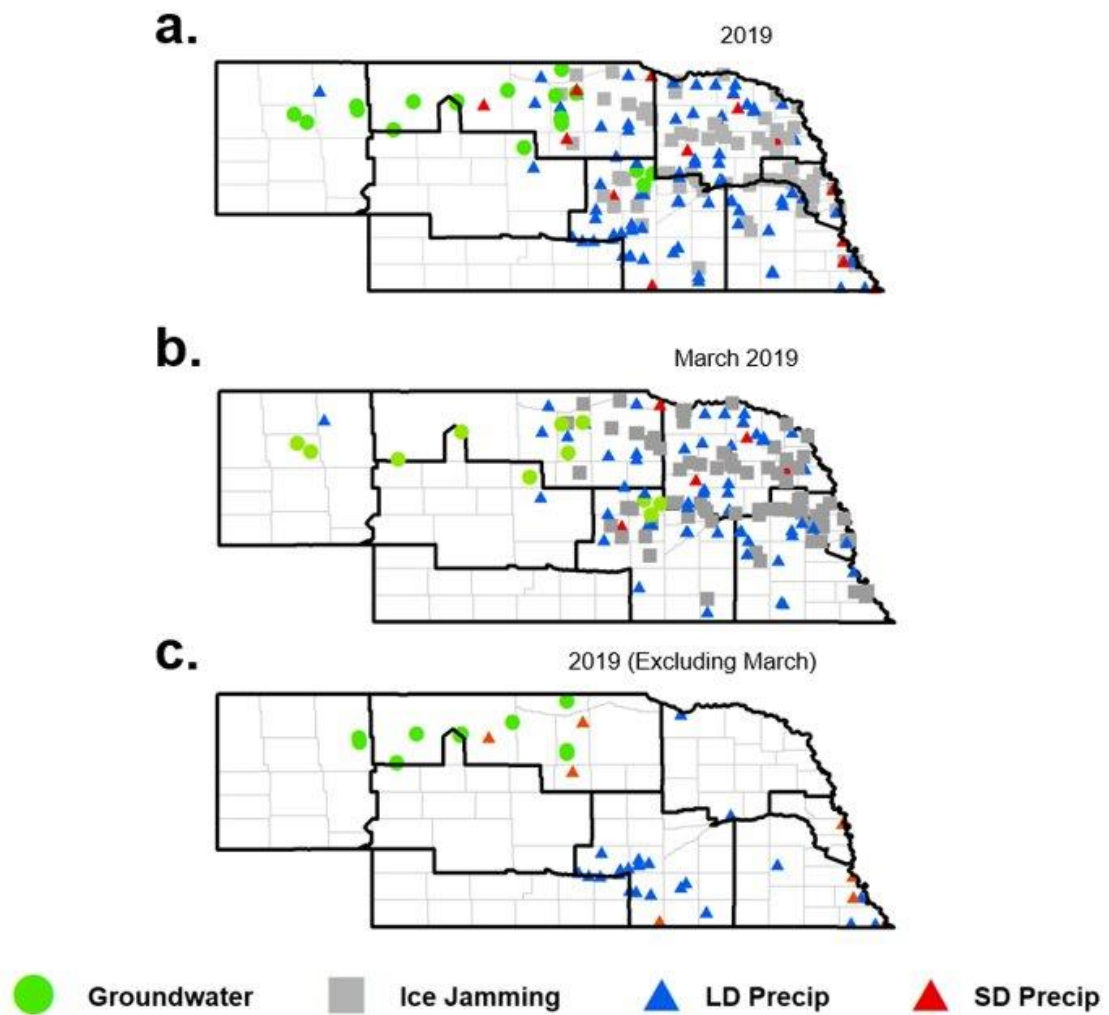 a.
2019
b.
March 2019
c.
2019 (Excluding March)
Groundwater Ice Jamming LD Precip SD Precip